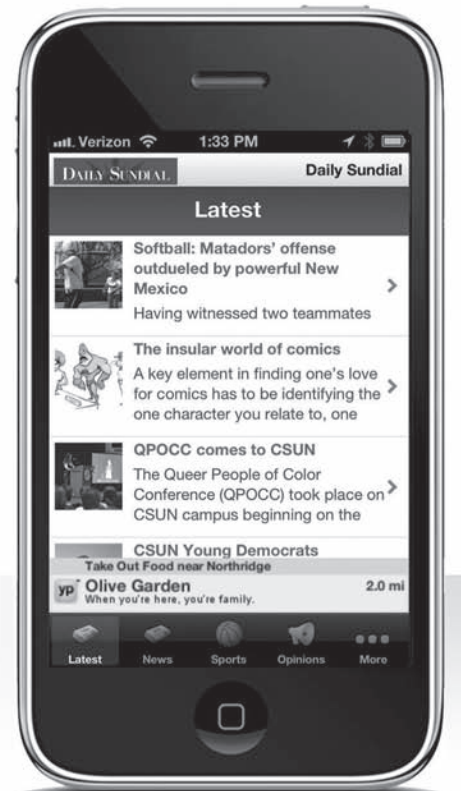 Verizon 1:33 PM
DAILY SUNDIAL Daily Sundial
Latest
Softball: Matadors' offense
outdueled by powerful New
Mexico
Having witnessed two teammates
The insular world of comics
A key element in finding one's love
for comics has to be identifying the
one character you relate to, one
QPOCC comes to CSUN
The Queer People of Color
Conference (QPOCC) took place on
CSUN campus beginning on the
CSUN Young Democrats
Take Out Food near Northridge
yp Olive Garden 2.0 mi
When you're here, you're family.
Latest News Sports Opinions More